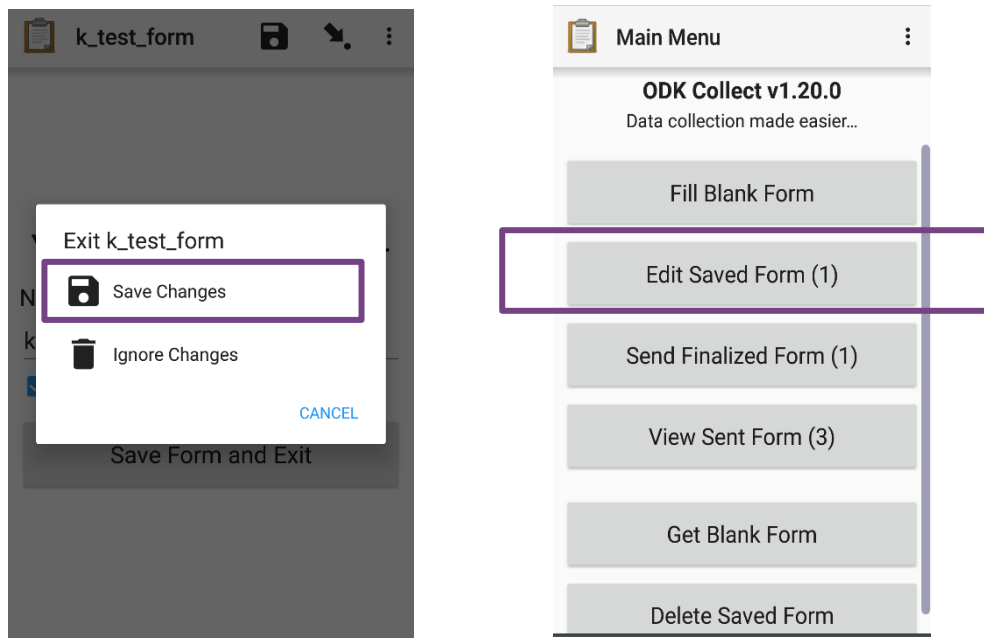 k_test_form
Exit k_test_form
Save Changes
N
Ignore Changes
k
CANCEL
Save Form and Exit
Main Menu
ODK Collect v1.20.0
Data collection made easier...
Fill Blank Form
Edit Saved Form (1)
Send Finalized Form (1)
View Sent Form (3)
Get Blank Form
Delete Saved Form